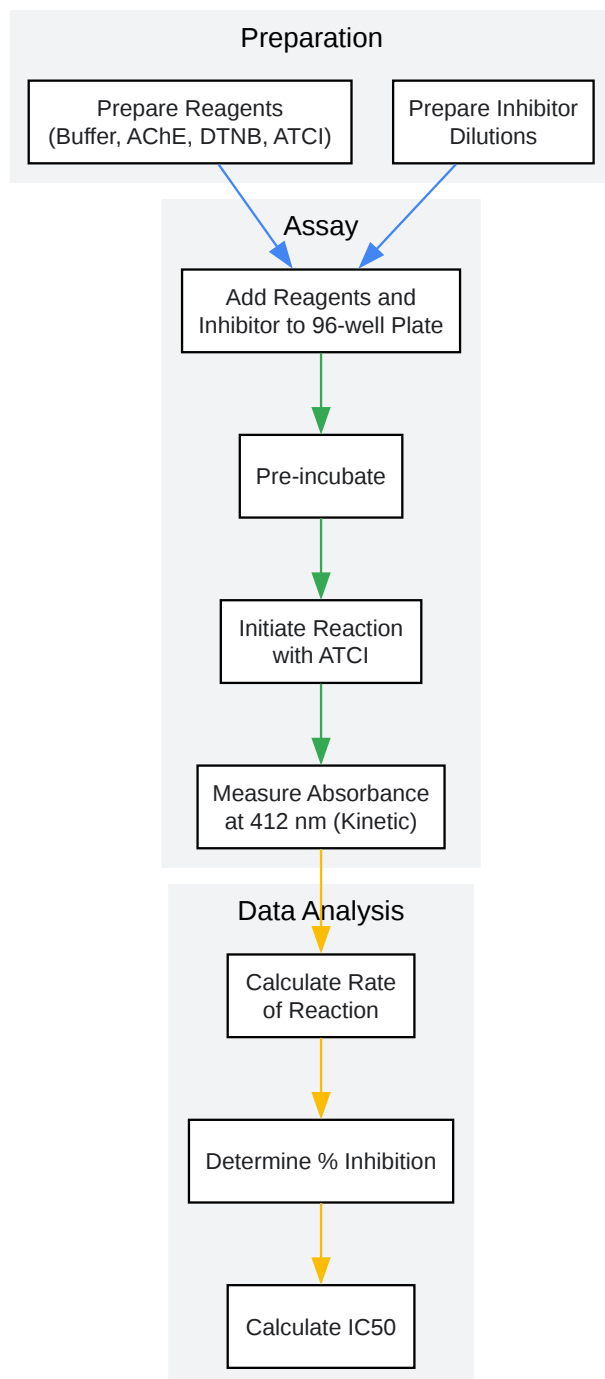 Preparation
Prepare Reagents
(Buffer, AChE, DTNB, ATCI)
Prepare Inhibitor
Dilutions
Assay
Add Reagents and
Inhibitor to 96-well Plate
Pre-incubate
Initiate Reaction
with ATCI
Measure Absorbance
at 412 nm (Kinetic)
Data Analysis
Calculate Rate
of Reaction
Determine % Inhibition
Calculate IC50